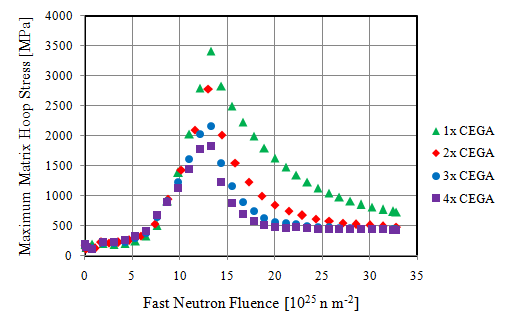 Maximum Matrix Hoop Stress [MPa]
4000
3500
3000
2500
2000
1500
1000
500
0
0 5 10 15 20 25 30 35
Fast Neutron Fluence [10²⁵ n m⁻²]
1x CEGA
2x CEGA
3x CEGA
4x CEGA